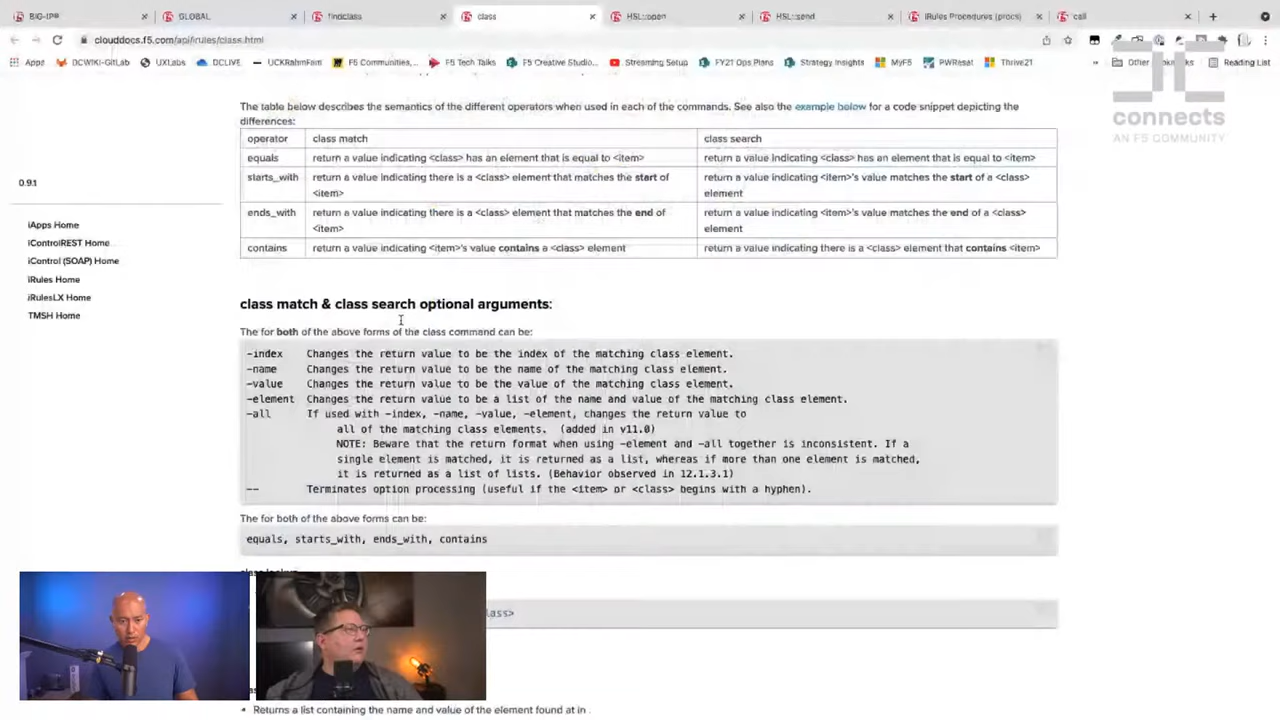 BIG-IP®
GLOBAL
findclass
class
HSL::open
HSL::send
iRules Procedures (procs)
call
clouddocs.f5.com/api/irules/class.html
Apps
DCWIKI-GitLab
UXLabs
DCLIVE
UCKRahmFam
F5 Communities,...
F5 Tech Talks
F5 Creative Studio...
Streaming Setup
FY21 Ops Plans
Strategy Insights
MyF5
PWReset
Thrive21
»
Other
Reading List
connects
AN F5 COMMUNITY
0.9.1
iApps Home
iControlREST Home
iControl (SOAP) Home
iRules Home
iRulesLX Home
TMSH Home
The table below describes the semantics of the different operators when used in each of the commands. See also the example below for a code snippet depicting the
differences:
operator class match class search
equals return a value indicating <class> has an element that is equal to <item> return a value indicating <class> has an element that is equal to <item>
starts_with return a value indicating there is a <class> element that matches the start of return a value indicating <item>'s value matches the start of a <class>
<item> element
ends_with return a value indicating there is a <class> element that matches the end of return a value indicating <item>'s value matches the end of a <class>
<item> element
contains return a value indicating <item>'s value contains a <class> element return a value indicating there is a <class> element that contains <item>
class match & class search optional arguments:
The for both of the above forms of the class command can be:
-index Changes the return value to be the index of the matching class element.
-name Changes the return value to be the name of the matching class element.
-value Changes the return value to be the value of the matching class element.
-element Changes the return value to be a list of the name and value of the matching class element.
-all If used with -index, -name, -value, -element, changes the return value to
all of the matching class elements. (added in v11.0)
NOTE: Beware that the return format when using -element and -all together is inconsistent. If a
single element is matched, it is returned as a list, whereas if more than one element is matched,
it is returned as a list of lists. (Behavior observed in 12.1.3.1)
-- Terminates option processing (useful if the <item> or <class> begins with a hyphen).
The for both of the above forms can be:
equals, starts_with, ends_with, contains
lass>
Returns a list containing the name and value of the element found at in .